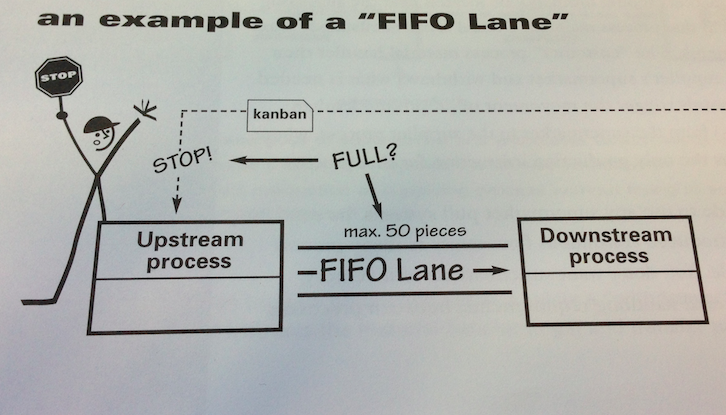 an example of a “FIFO Lane”
STOP
kanban
STOP!
FULL?
max. 50 pieces
Upstream
process
FIFO Lane
Downstream
process